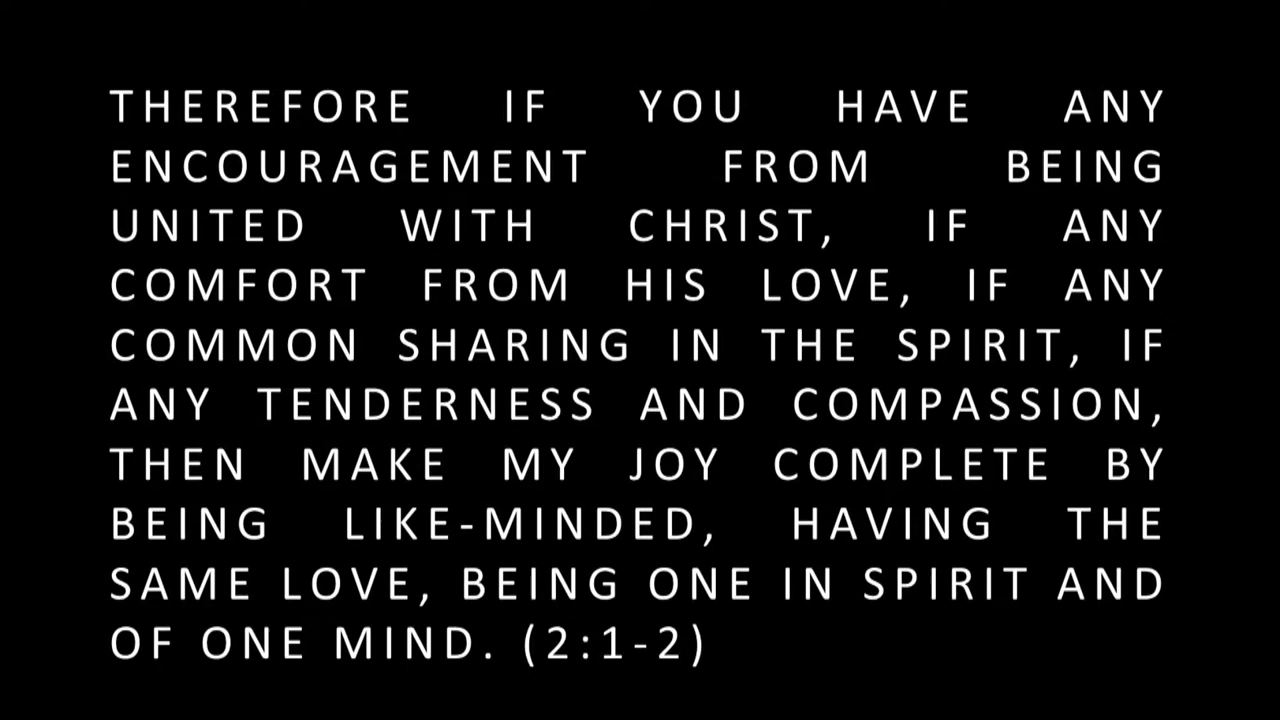 THEREFORE IF YOU HAVE ANY
ENCOURAGEMENT FROM BEING
UNITED WITH CHRIST, IF ANY
COMFORT FROM HIS LOVE, IF ANY
COMMON SHARING IN THE SPIRIT, IF
ANY TENDERNESS AND COMPASSION,
THEN MAKE MY JOY COMPLETE BY
BEING LIKE-MINDED, HAVING THE
SAME LOVE, BEING ONE IN SPIRIT AND
OF ONE MIND. (2:1-2)